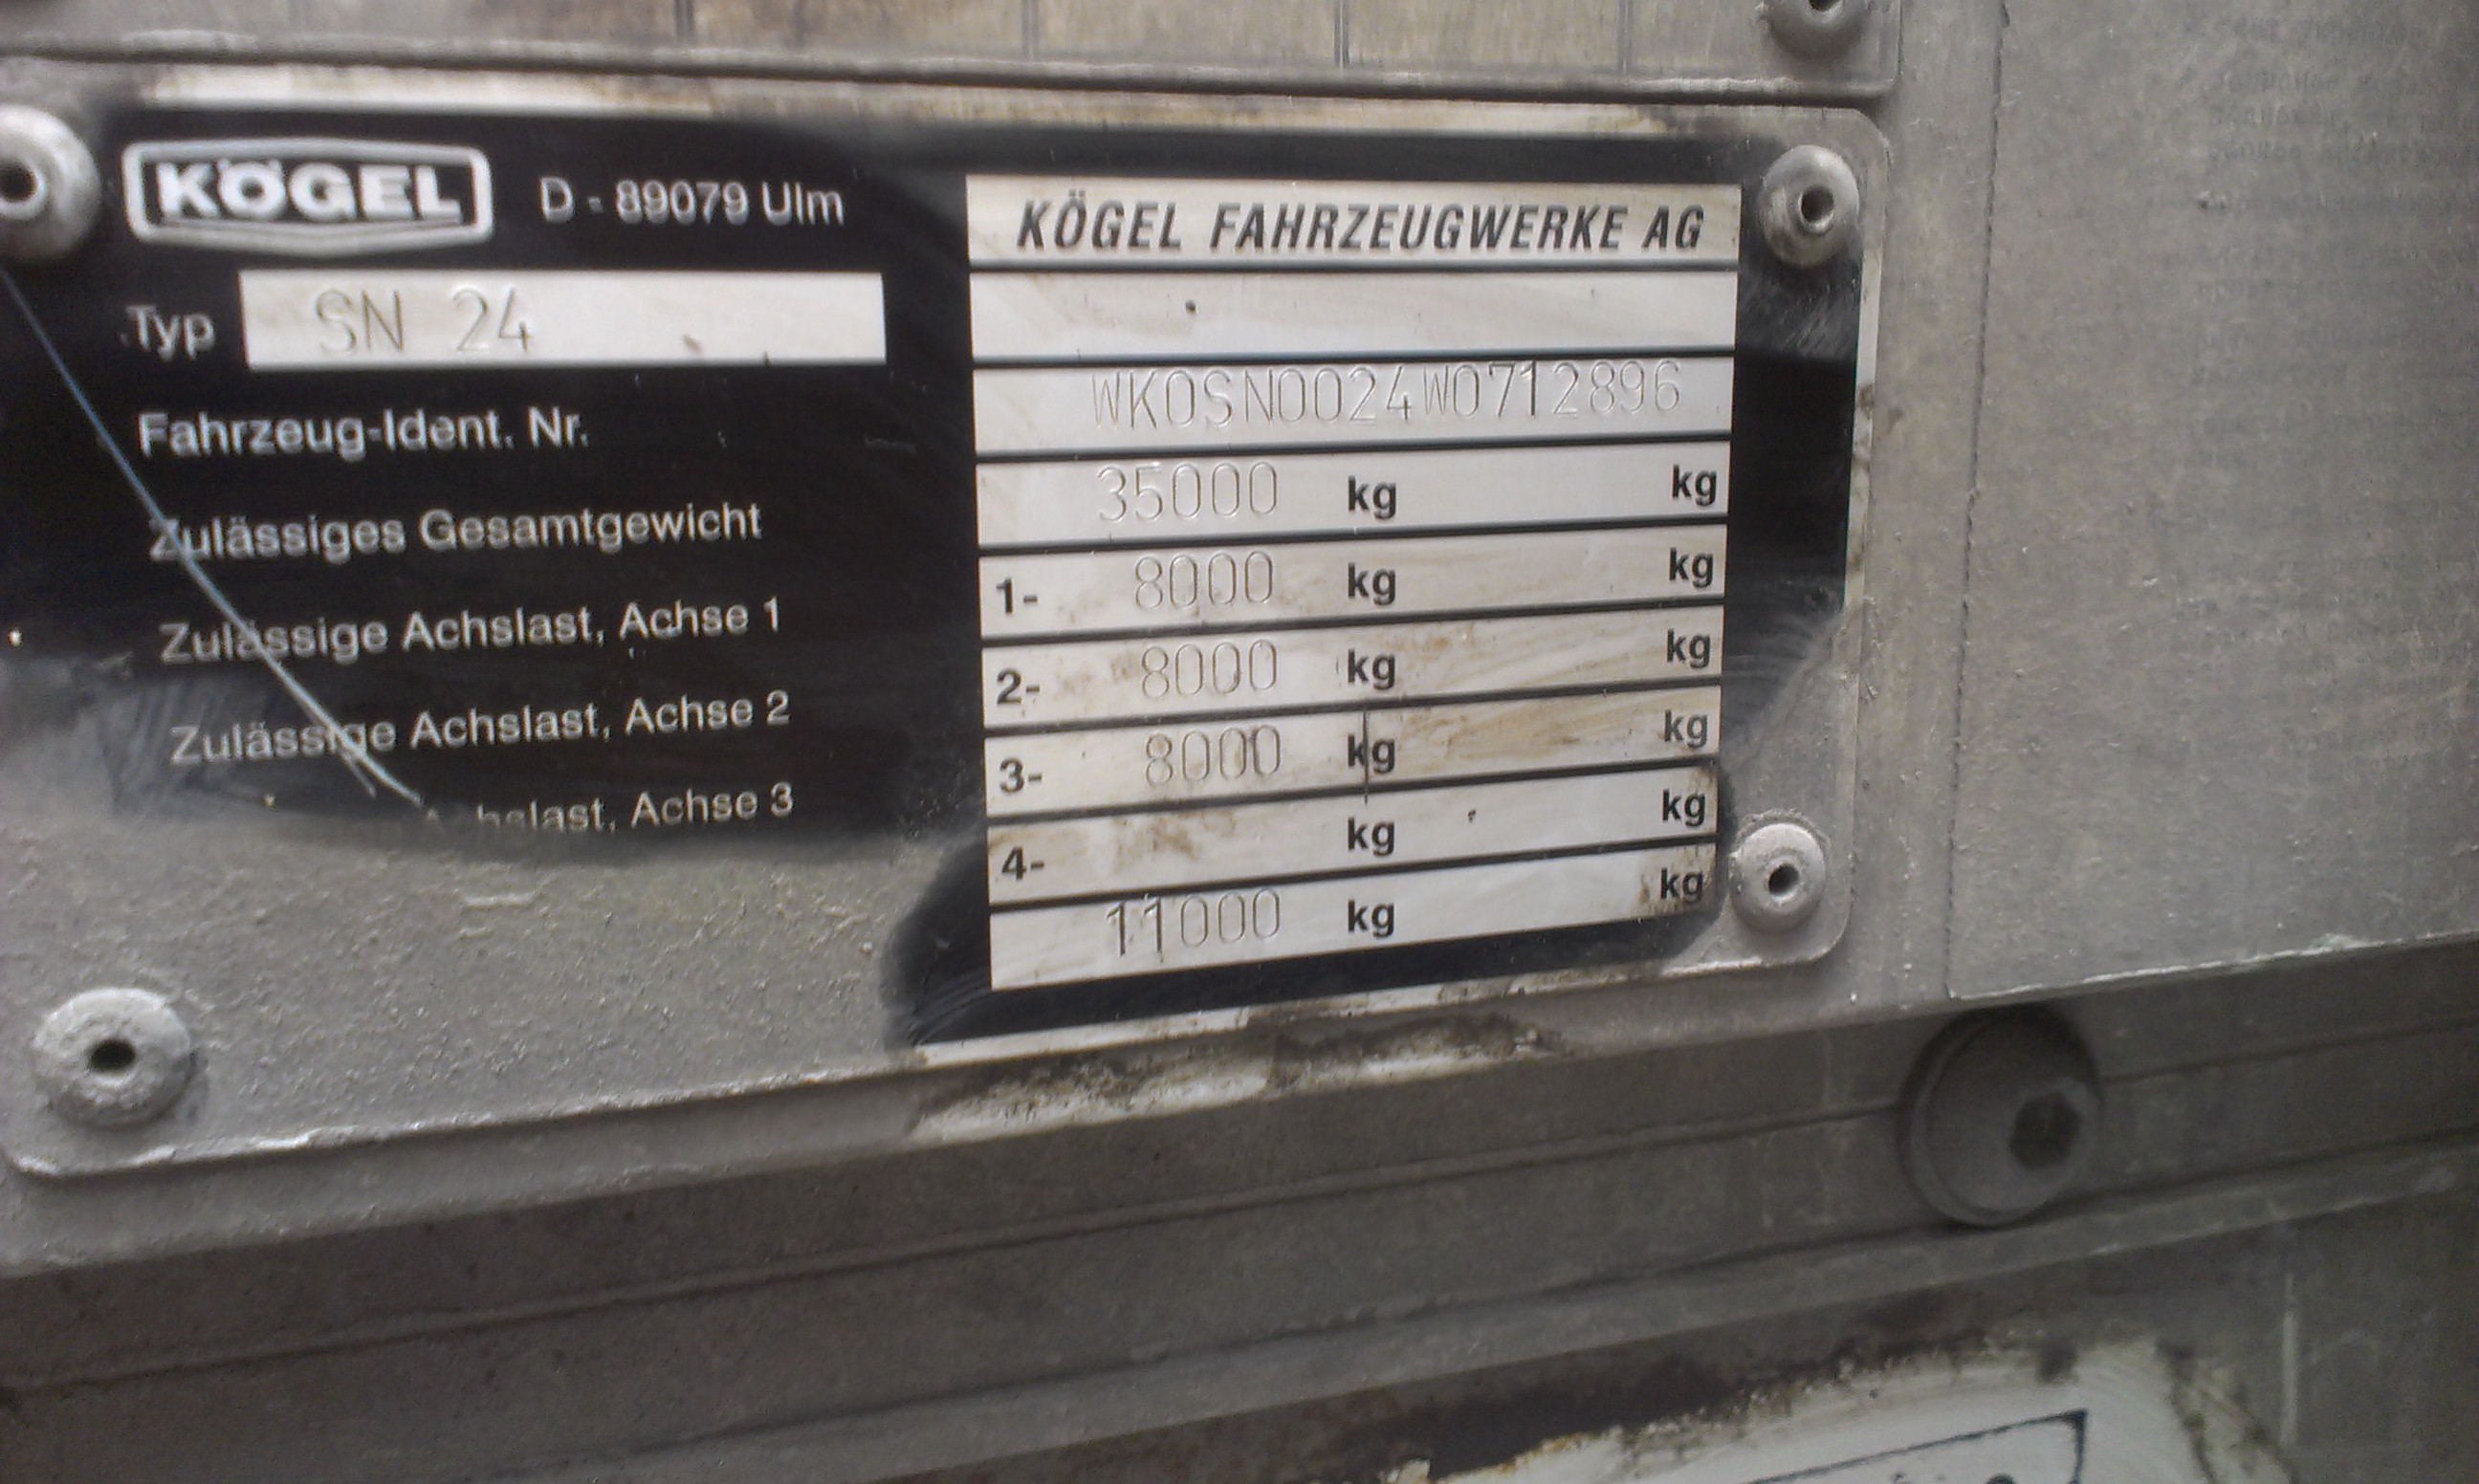 KÖGEL D - 89079 Ulm
KÖGEL FAHRZEUGWERKE AG
Typ SN 24
Fahrzeug-Ident. Nr. WK0SN0024W0712896
Zulässiges Gesamtgewicht 35000 kg kg
Zulässige Achslast, Achse 1 1- 8000 kg kg
Zulässige Achslast, Achse 2 2- 8000 kg kg
Achslast, Achse 3 3- 8000 kg kg
4- kg kg
11000 kg kg